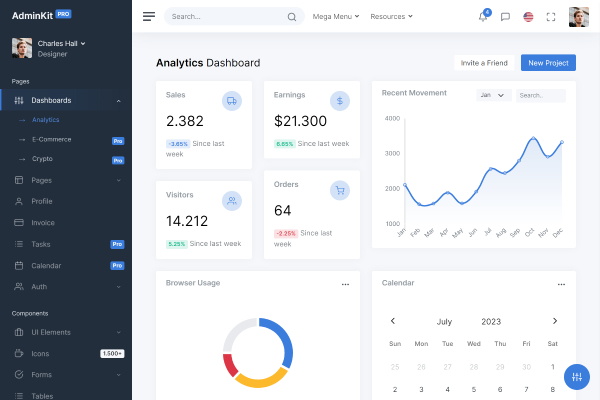 AdminKit PRO
Charles Hall
Designer
Pages
Dashboards
Analytics
E-Commerce Pro
Crypto Pro
Pages
Profile
Invoice
Tasks Pro
Calendar Pro
Auth
Components
UI Elements
Icons 1.500+
Forms
Tables
Search...
Mega Menu
Resources
4
Analytics Dashboard
Invite a Friend
New Project
Sales
2.382
-3.65% Since last
week
Earnings
$21.300
6.65% Since last week
Visitors
14.212
5.25% Since last week
Orders
64
-2.25% Since last
week
Recent Movement
Jan
Search..
4000
3000
2000
1000
Jan Feb Mar Apr May Jun Jul Aug Sep Oct Nov Dec
Browser Usage
Calendar
July 2023
Sun Mon Tue Wed Thu Fri Sat
25 26 27 28 29 30 1
2 3 4 5 6 7 8